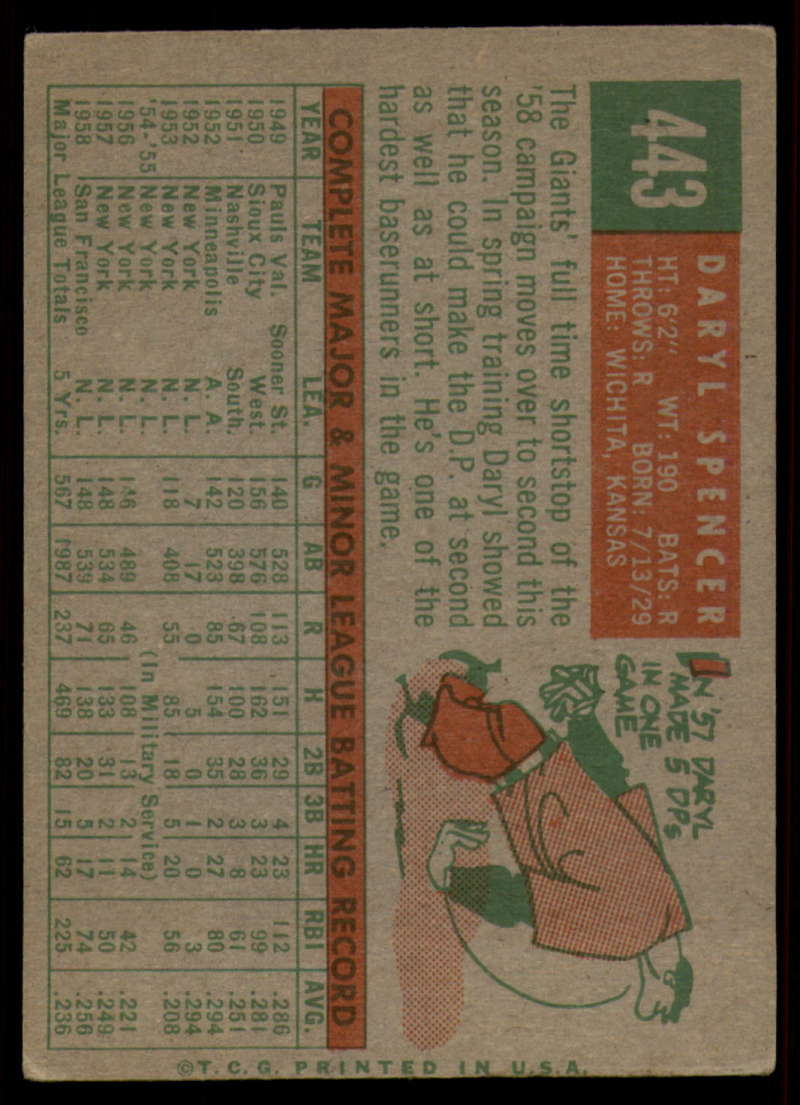 443
DARYL SPENCER
HT: 6'2" WT: 190 BATS: R
THROWS: R BORN: 7/13/29
HOME: WICHITA, KANSAS
The Giants' full time shortstop of the
'58 campaign moves over to second this
season. In spring training Daryl showed
that he could make the D.P. at second
as well as at short. He's one of the
hardest baserunners in the game.
IN '57 DARYL
MADE 5 DPs
IN ONE
GAME
COMPLETE MAJOR & MINOR LEAGUE BATTING RECORD
YEAR TEAM LEA. G AB R H 2B 3B HR RBI AVG.
1949 Pauls Val. Sooner St. 140 528 113 151 29 4 23 112 .286
1950 Sioux City West. 156 576 108 162 36 3 23 99 .281
1951 Nashville South. 120 398 67 100 28 3 8 61 .251
1952 Minneapolis A. A. 142 523 85 154 35 2 27 80 .294
1952 New York N. L. 7 17 0 5 0 1 0 3 .294
1953 New York N. L. 118 408 55 85 18 5 20 56 .208
'54-'55 New York N. L. (In Military Service)
1956 New York N. L. 146 489 46 108 13 2 14 42 .221
1957 New York N. L. 148 534 65 133 31 2 11 50 .249
1958 San Francisco N. L. 148 539 71 138 20 5 17 74 .256
Major League Totals 5 Yrs. 567 1987 237 469 82 15 62 225 .236
©T.C.G. PRINTED IN U.S.A.